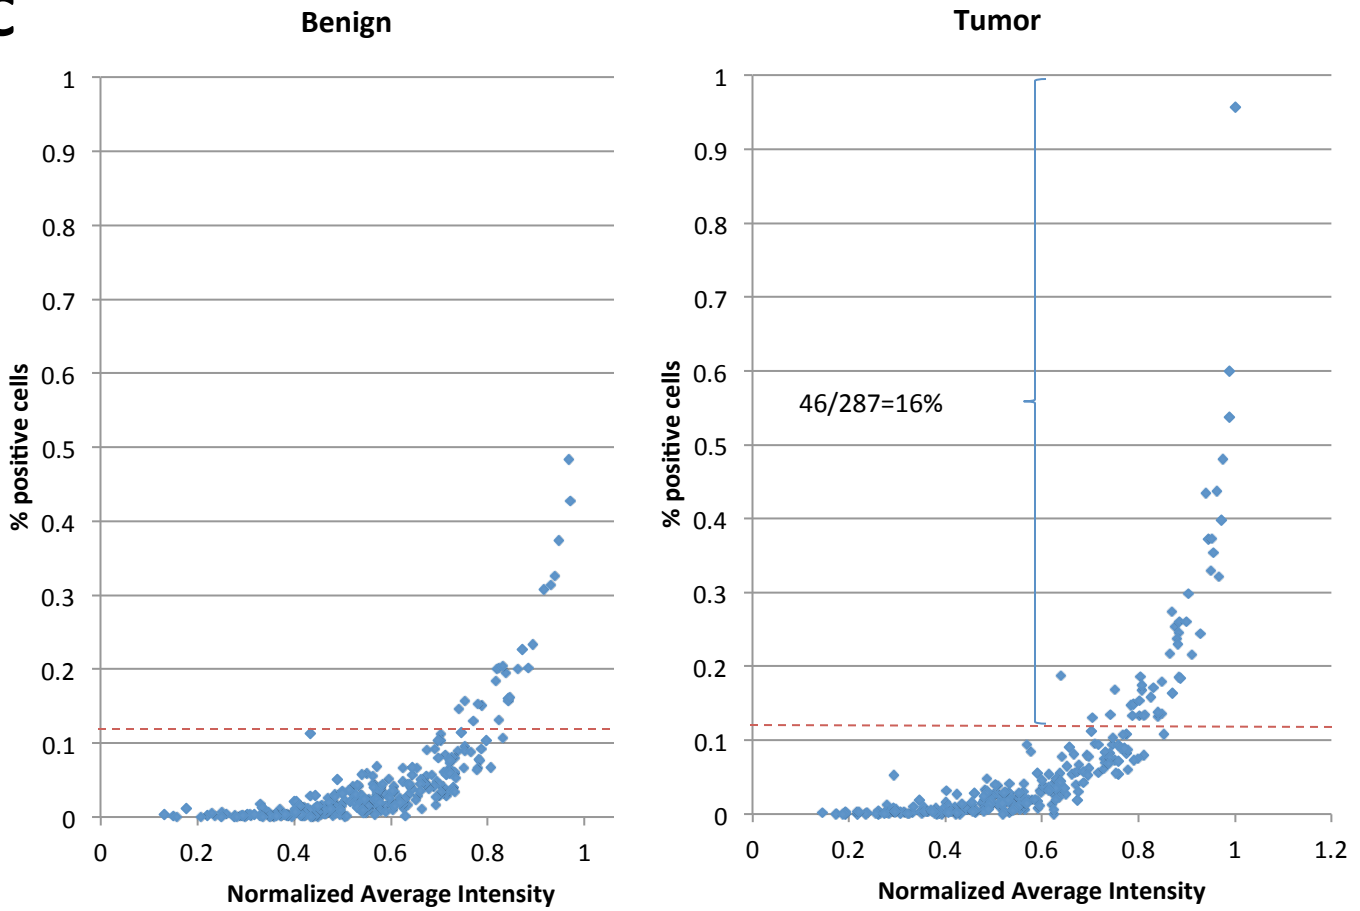 C
Benign
Tumor
1
0.9
0.8
0.7
0.6
0.5
0.4
0.3
0.2
0.1
0
% positive cells
0 0.2 0.4 0.6 0.8 1
Normalized Average Intensity
1
0.9
0.8
0.7
0.6
0.5
0.4
0.3
0.2
0.1
0
% positive cells
46/287=16%
0 0.2 0.4 0.6 0.8 1 1.2
Normalized Average Intensity